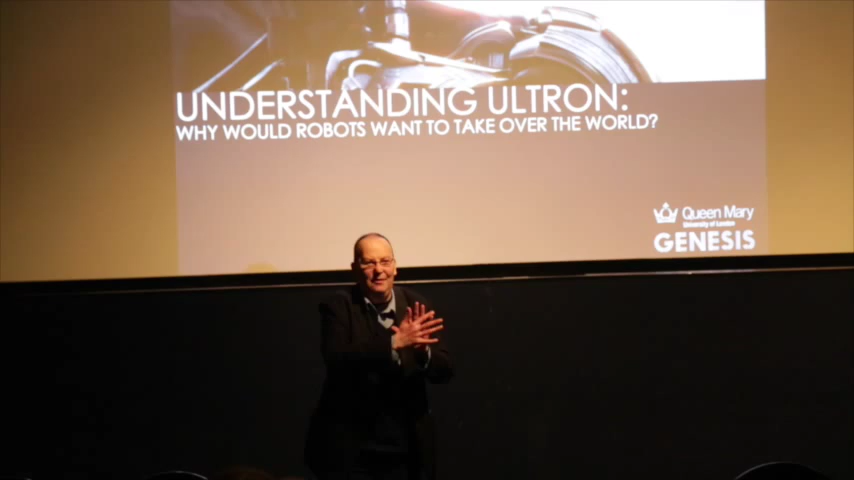 UNDERSTANDING ULTRON:
WHY WOULD ROBOTS WANT TO TAKE OVER THE WORLD?
Queen Mary
University of London
GENESIS